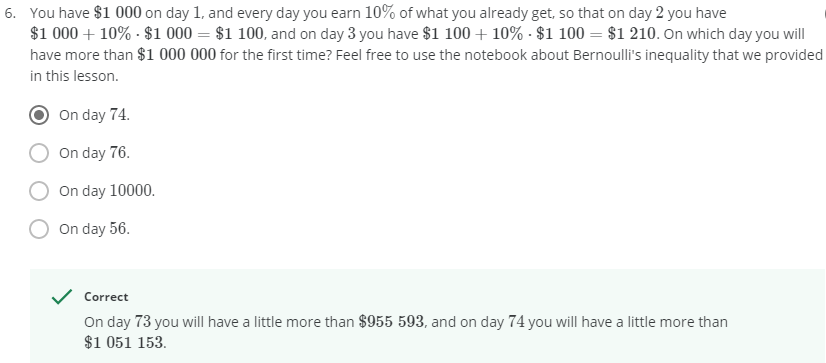 6. You have $1 000 on day 1, and every day you earn 10% of what you already get, so that on day 2 you have
$1 000 + 10% · $1 000 = $1 100, and on day 3 you have $1 100 + 10% · $1 100 = $1 210. On which day you will
have more than $1 000 000 for the first time? Feel free to use the notebook about Bernoulli's inequality that we provided
in this lesson.
On day 74.
On day 76.
On day 10000.
On day 56.
Correct
On day 73 you will have a little more than $955 593, and on day 74 you will have a little more than
$1 051 153.